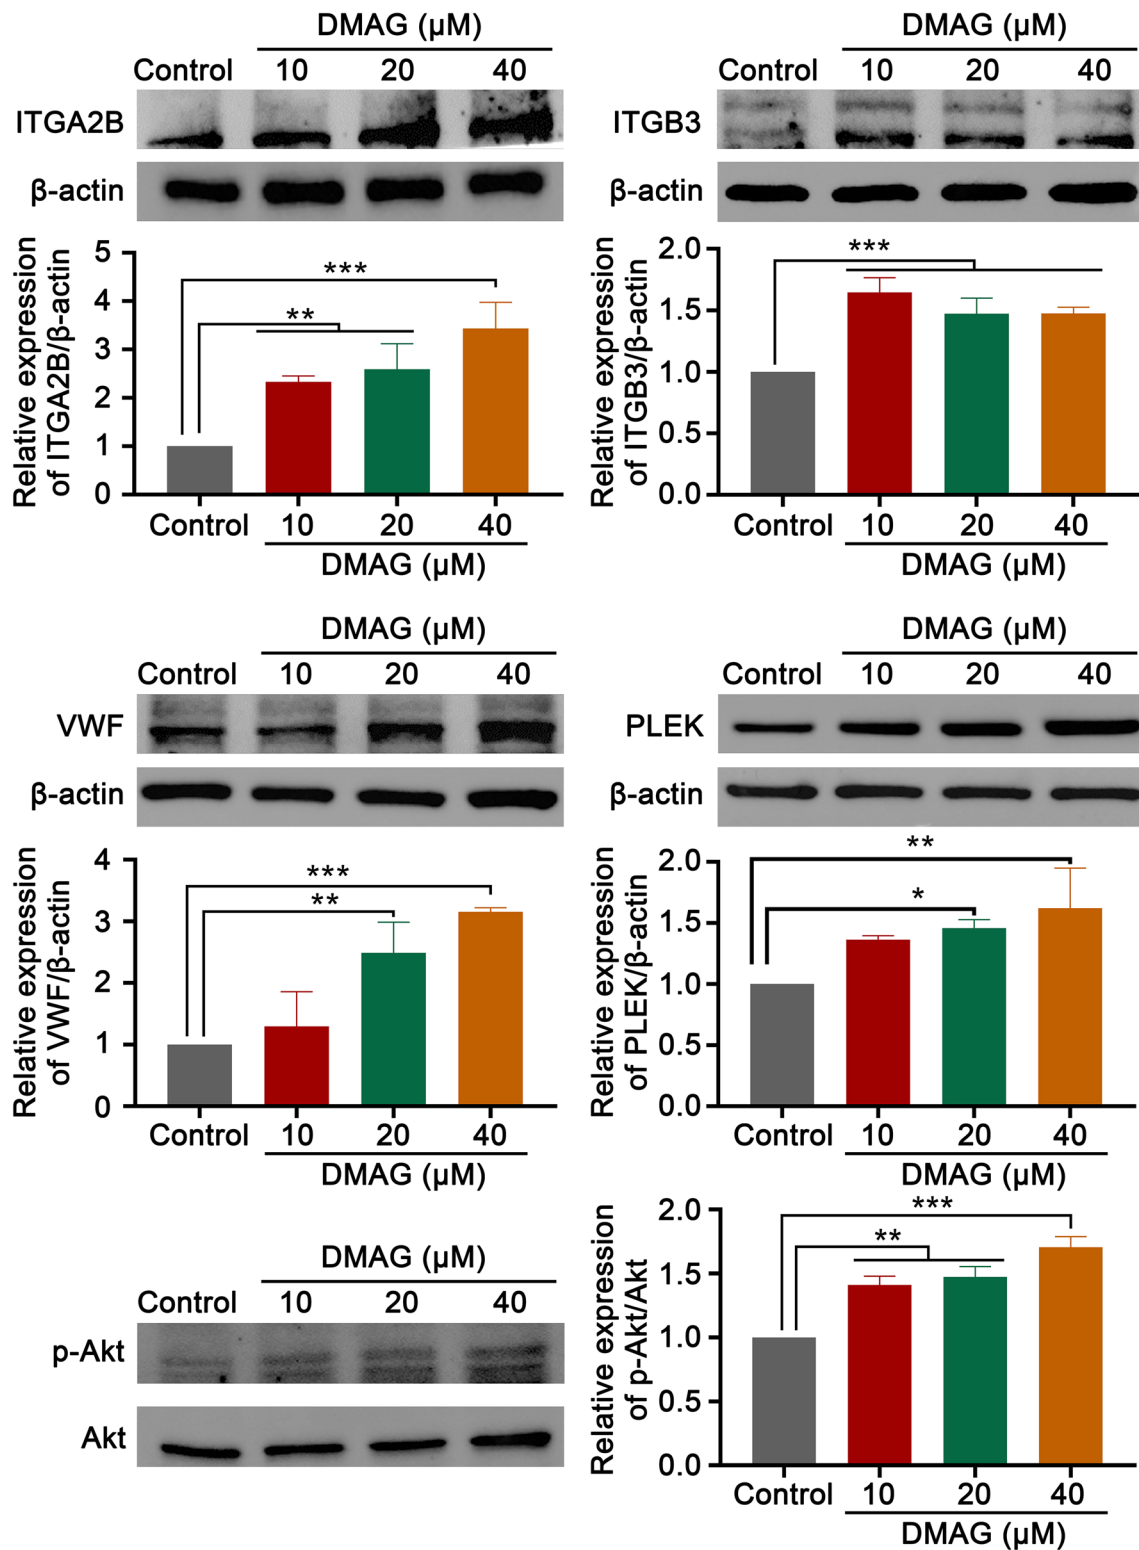 DMAG (μM)
Control 10 20 40
ITGA2B
β-actin
Relative expression
of ITGA2B/β-actin
5
4
3
2
1
0
***
**
Control 10 20 40
DMAG (μM)
DMAG (μM)
Control 10 20 40
ITGB3
β-actin
Relative expression
of ITGB3/β-actin
2.0
1.5
1.0
0.5
0.0
***
Control 10 20 40
DMAG (μM)
DMAG (μM)
Control 10 20 40
VWF
β-actin
Relative expression
of VWF/β-actin
4
3
2
1
0
***
**
Control 10 20 40
DMAG (μM)
DMAG (μM)
Control 10 20 40
PLEK
β-actin
Relative expression
of PLEK/β-actin
2.0
1.5
1.0
0.5
0.0
**
*
Control 10 20 40
DMAG (μM)
DMAG (μM)
Control 10 20 40
p-Akt
Akt
Relative expression
of p-Akt/Akt
2.0
1.5
1.0
0.5
0.0
***
**
Control 10 20 40
DMAG (μM)